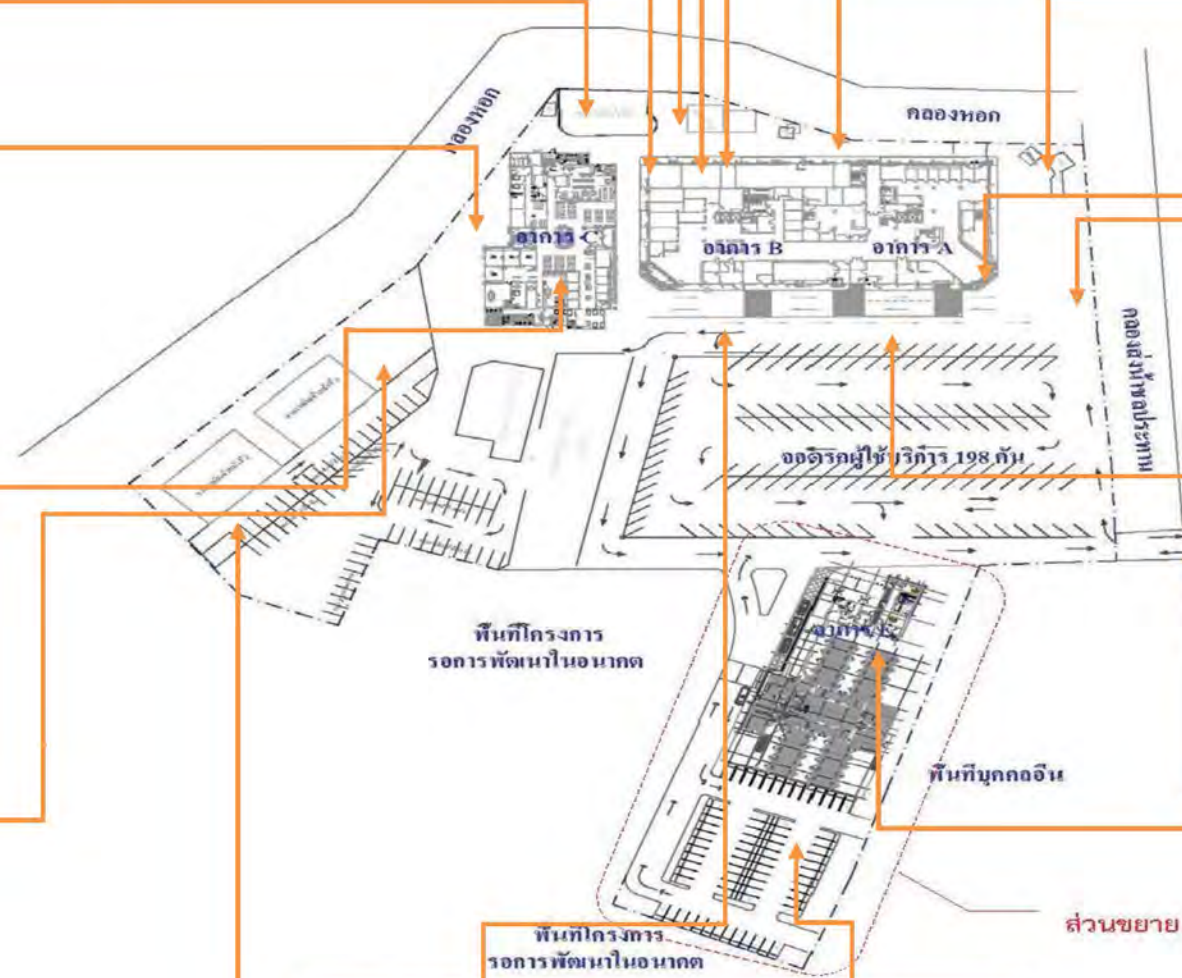 คลองหอก
คลองหอก
อาคาร C
อาคาร B
อาคาร A
คลองส่งน้ำชลประทาน
จอดรถผู้ใช้บริการ 198 คัน
พื้นที่โครงการ
รอการพัฒนาในอนาคต
พื้นที่บุคคลอื่น
ส่วนขยาย
พื้นที่โครงการ
รอการพัฒนาในอนาคต